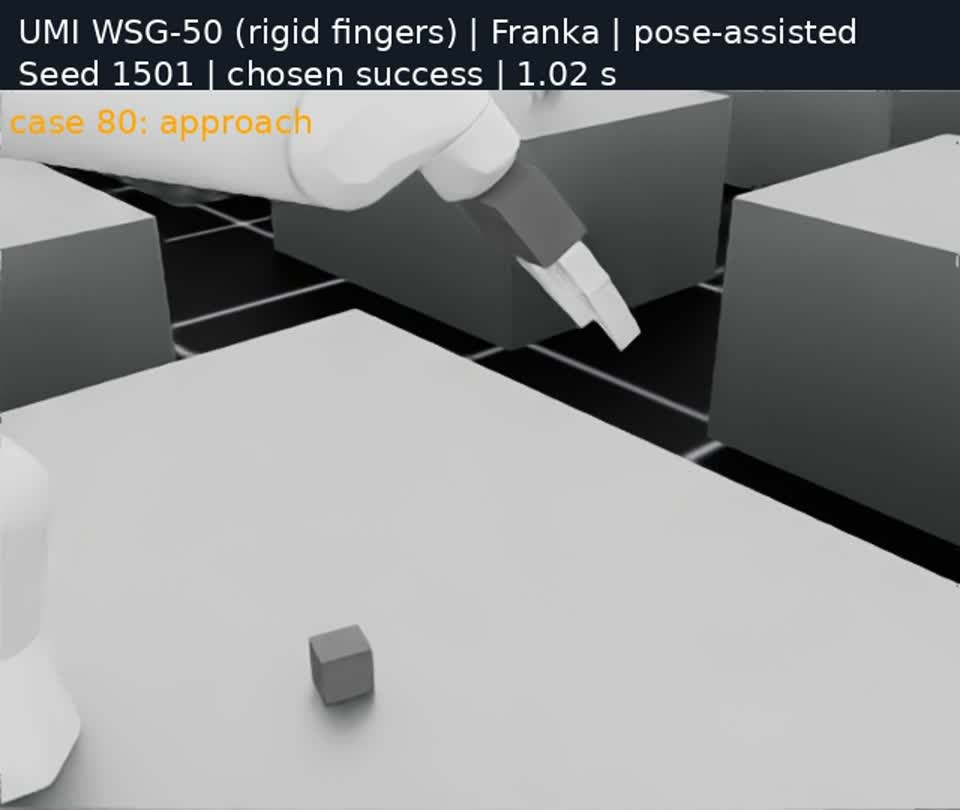 UMI WSG-50 (rigid fingers) | Franka | pose-assisted
Seed 1501 | chosen success | 1.02 s
case 80: approach